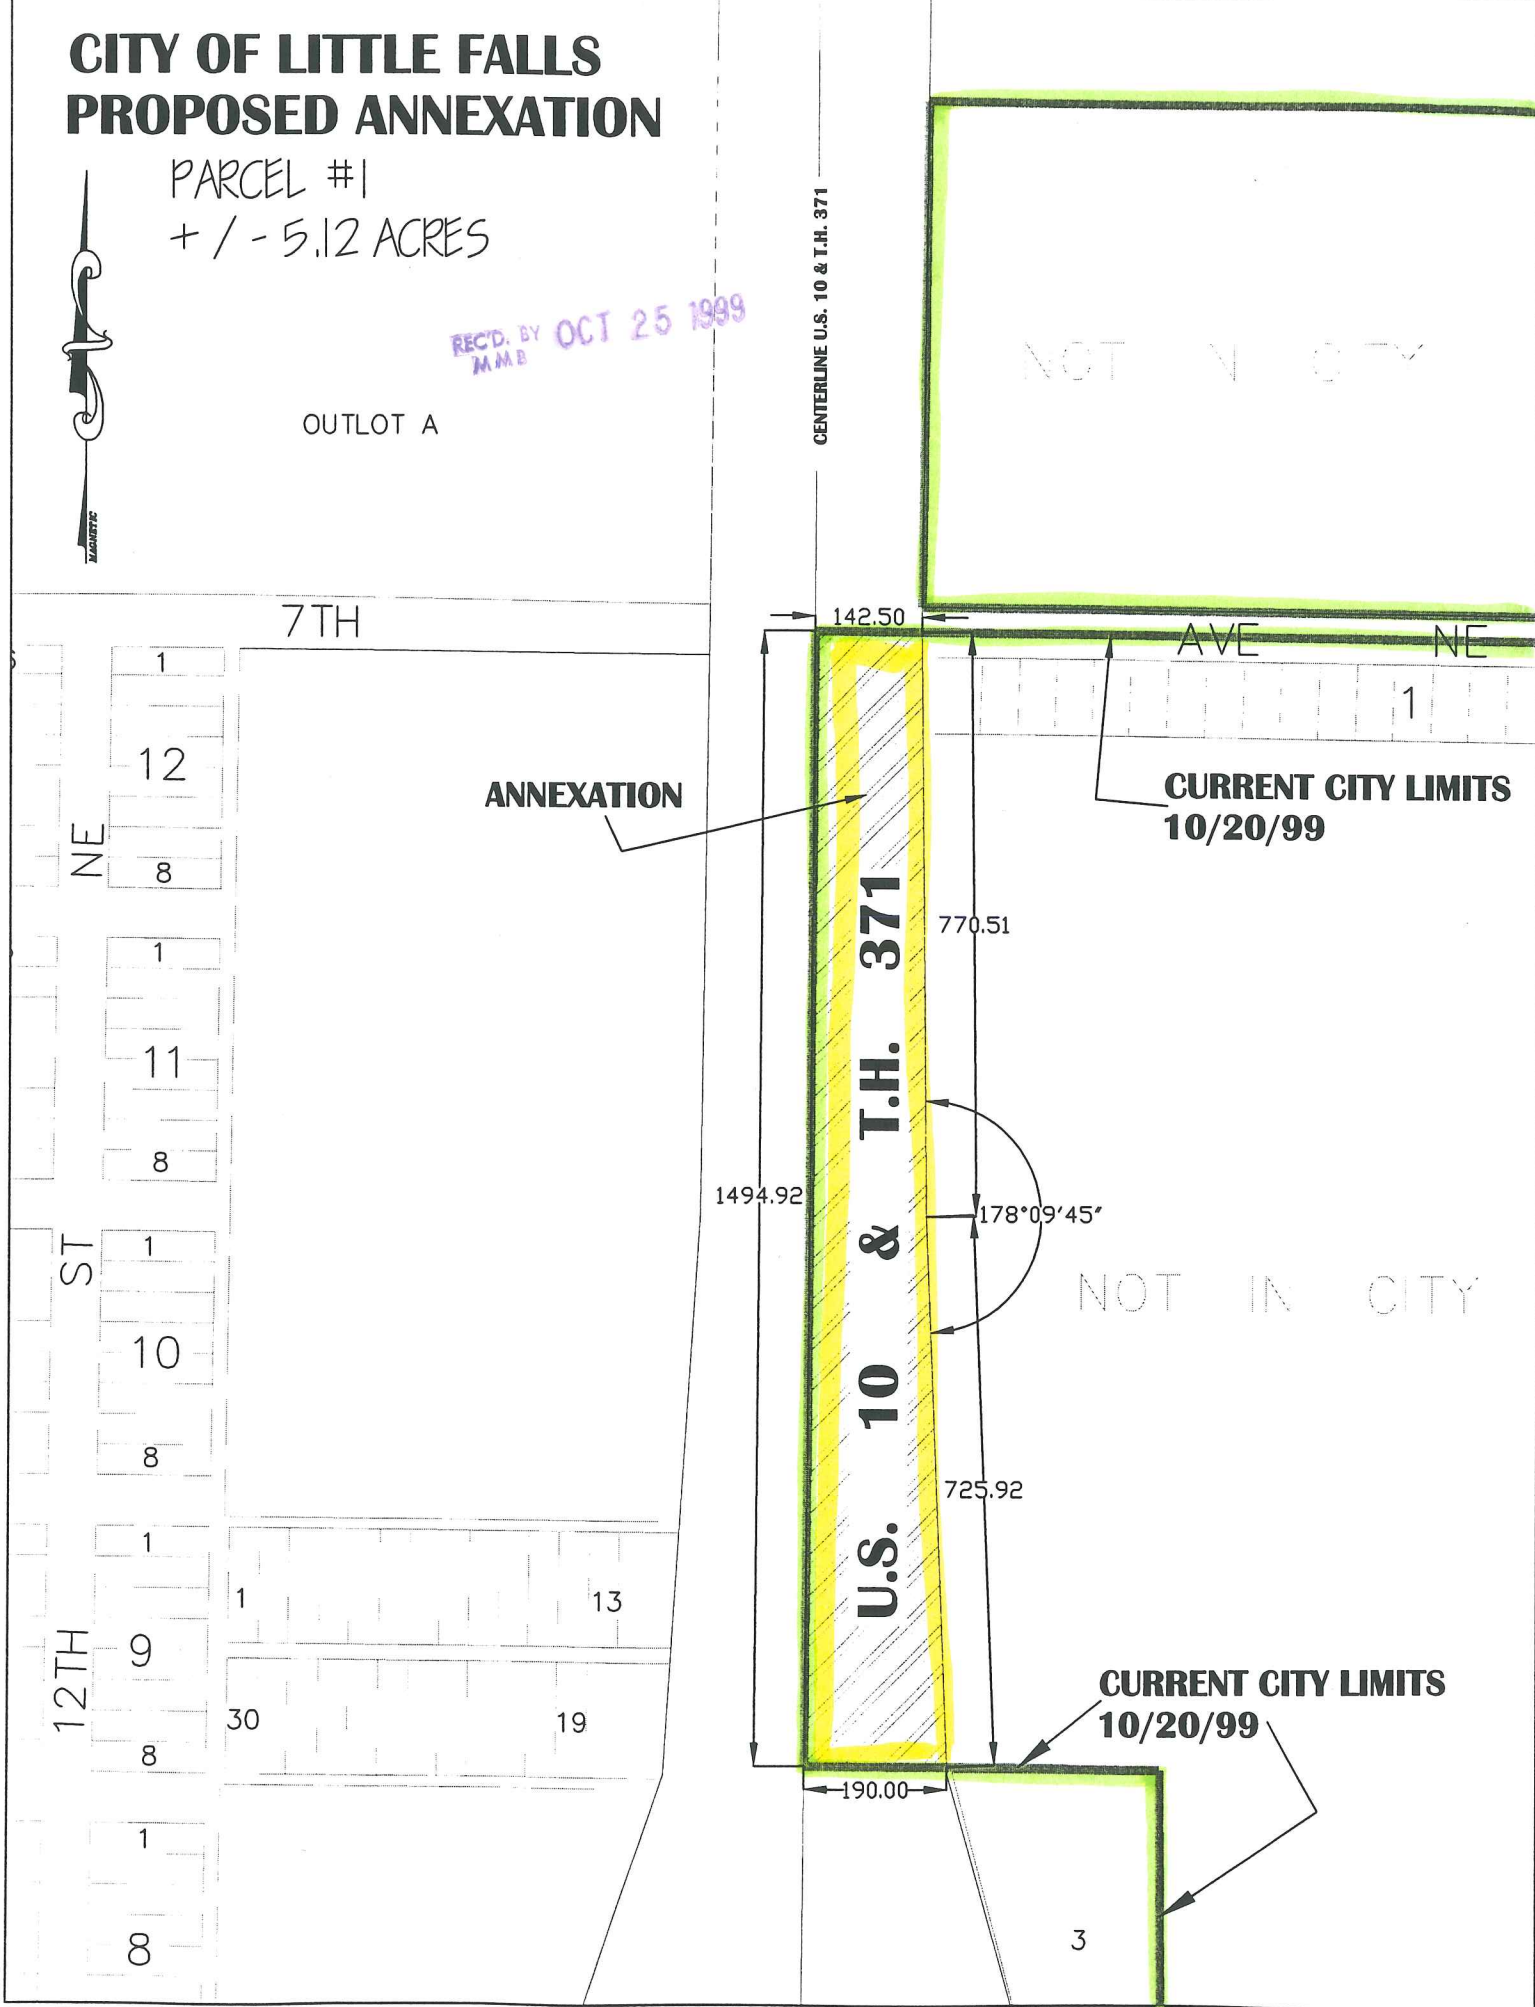 CITY OF LITTLE FALLS
PROPOSED ANNEXATION
PARCEL #1
+/- 5.12 ACRES
REC'D. BY OCT 25 1999
MMB
OUTLOT A
MAGNETIC
CENTERLINE U.S. 10 & T.H. 371
NOT IN CITY
7TH
142.50
AVE NE
1
12
8
NE
1
ANNEXATION
CURRENT CITY LIMITS
10/20/99
1
11
8
371
T.H.
&
10
U.S.
770.51
1494.92
178°09'45"
NOT IN CITY
ST
1
10
8
725.92
1
9
8
12TH
1
13
30
19
CURRENT CITY LIMITS
10/20/99
190.00
1
8
3